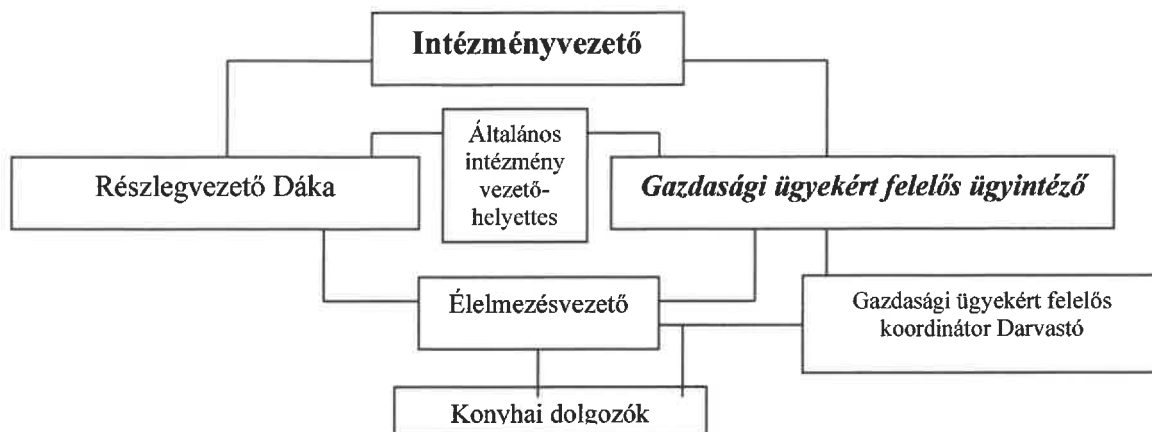 Intézményvezető
Általános
intézmény
vezető-
helyettes
Részlegvezető Dáka
Gazdasági ügyekért felelős ügyintéző
Élelmezésvezető
Gazdasági ügyekért felelős
koordinátor Darvastó
Konyhai dolgozók